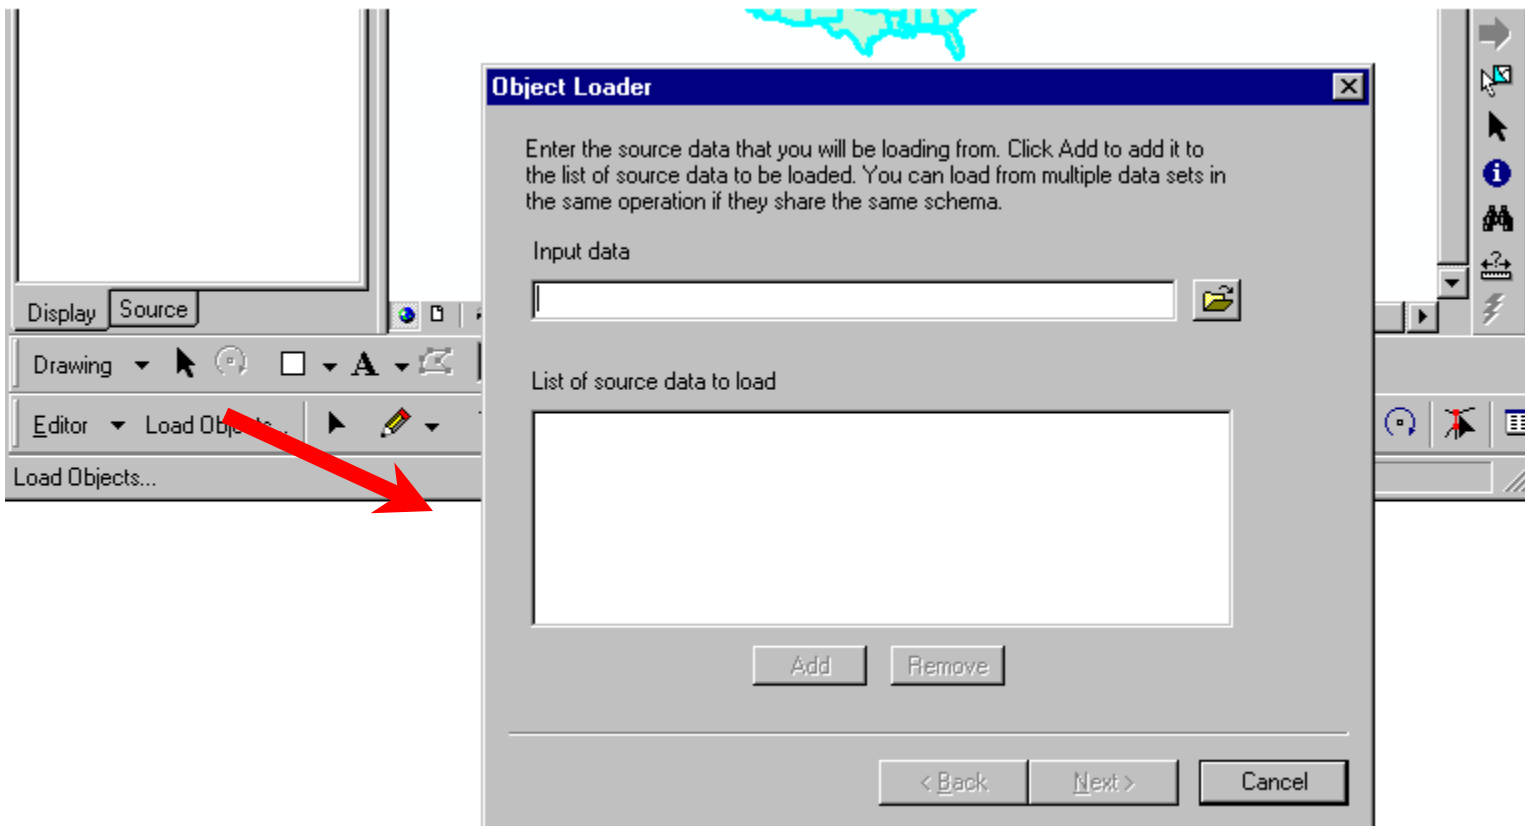 Object Loader
Enter the source data that you will be loading from. Click Add to add it to
the list of source data to be loaded. You can load from multiple data sets in
the same operation if they share the same schema.
Input data
Display Source
Drawing A
List of source data to load
Editor Load Objects...
Load Objects...
Add Remove
< Back Next > Cancel